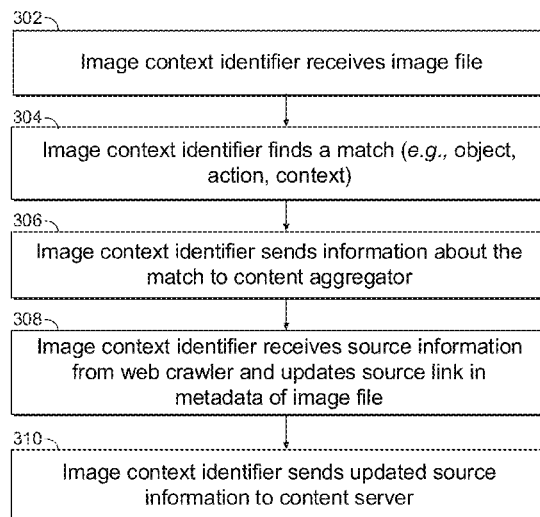 302
Image context identifier receives image file
304
Image context identifier finds a match (e.g., object,
action, context)
306
Image context identifier sends information about the
match to content aggregator
308
Image context identifier receives source information
from web crawler and updates source link in
metadata of image file
310
Image context identifier sends updated source
information to content server